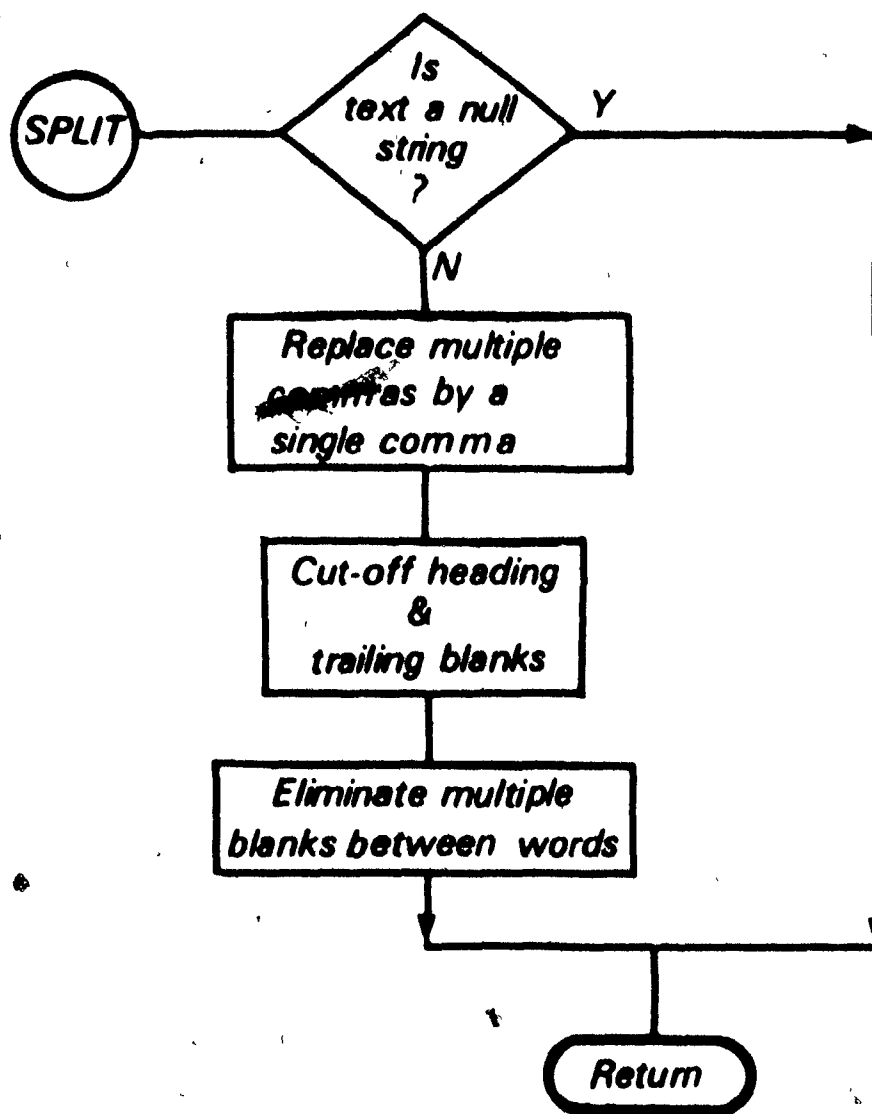 Is
text a null
string
?
SPLIT
Y
N
Replace multiple
commas by a
single comma
Cut-off heading
&
trailing blanks
Eliminate multiple
blanks between words
Return